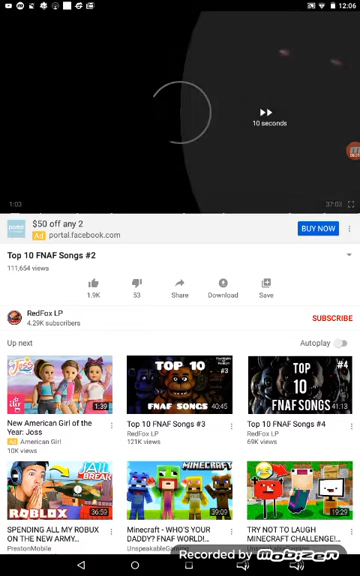 12:06
10 seconds
1:03
37:03
$50 off any 2
Ad portal.facebook.com
BUY NOW
Top 10 FNAF Songs #2
111,654 views
1.9K
53
Share
Download
Save
RedFox LP
4.29K subscribers
SUBSCRIBE
Up next
Autoplay
Joss
1:39
TOP 10
#3
FNAF SONGS
40:45
#4
TOP
10
FNAF SONGS
41:13
New American Girl of the
Year: Joss
Ad American Girl
10K views
Top 10 FNAF Songs #3
RedFox LP
121K views
Top 10 FNAF Songs #4
RedFox LP
69K views
JAIL
BREAK
ROBLOX
36:59
MINECRAFT
39:09
19:29
SPENDING ALL MY ROBUX
ON THE NEW ARMY...
PrestonMobile
Minecraft - WHO'S YOUR
DADDY? FNAF WORLD!...
UnspeakableGaming
TRY NOT TO LAUGH
MINECRAFT CHALLENGE!...
Recorded by Mobizen